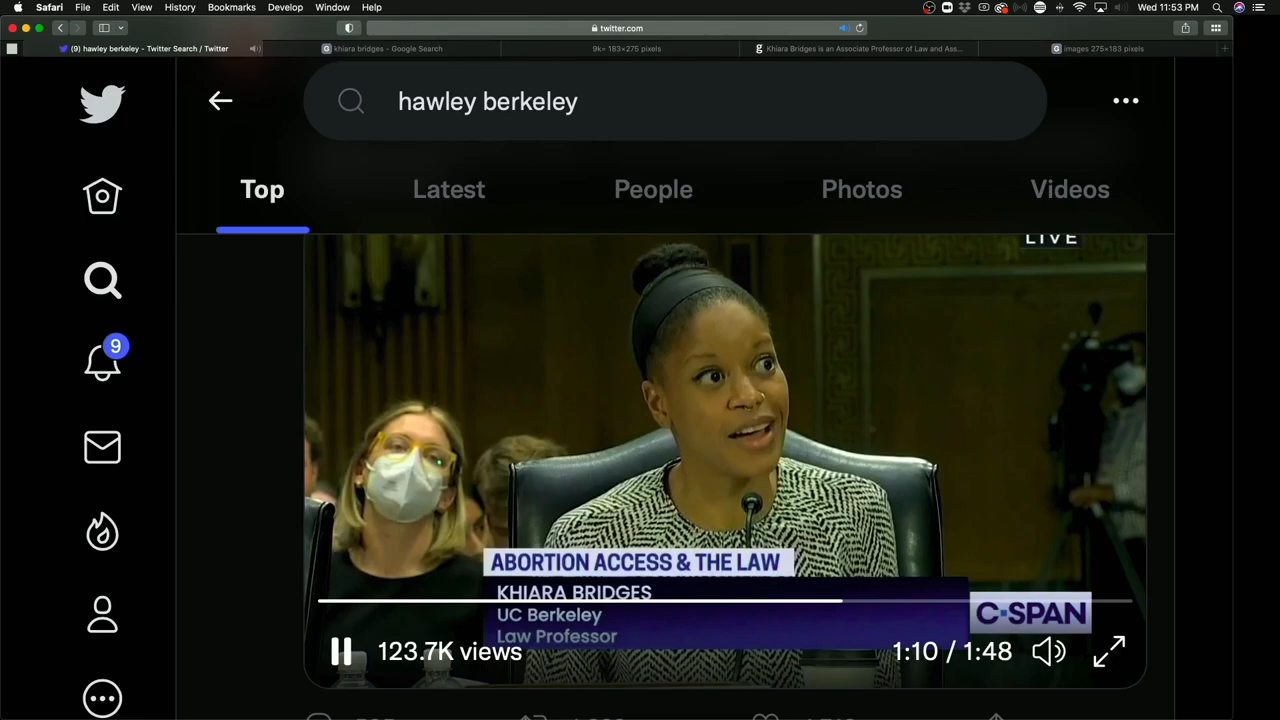 Safari File Edit View History Bookmarks Develop Window Help Wed 11:53 PM
twitter.com
(9) hawley berkeley - Twitter Search / Twitter
khiara bridges - Google Search
9k= 183×275 pixels
Khiara Bridges is an Associate Professor of Law and Ass...
images 275×183 pixels
hawley berkeley
Top Latest People Photos Videos
LIVE
9
ABORTION ACCESS & THE LAW
KHIARA BRIDGES
UC Berkeley
Law Professor
C-SPAN
123.7K views 1:10 / 1:48